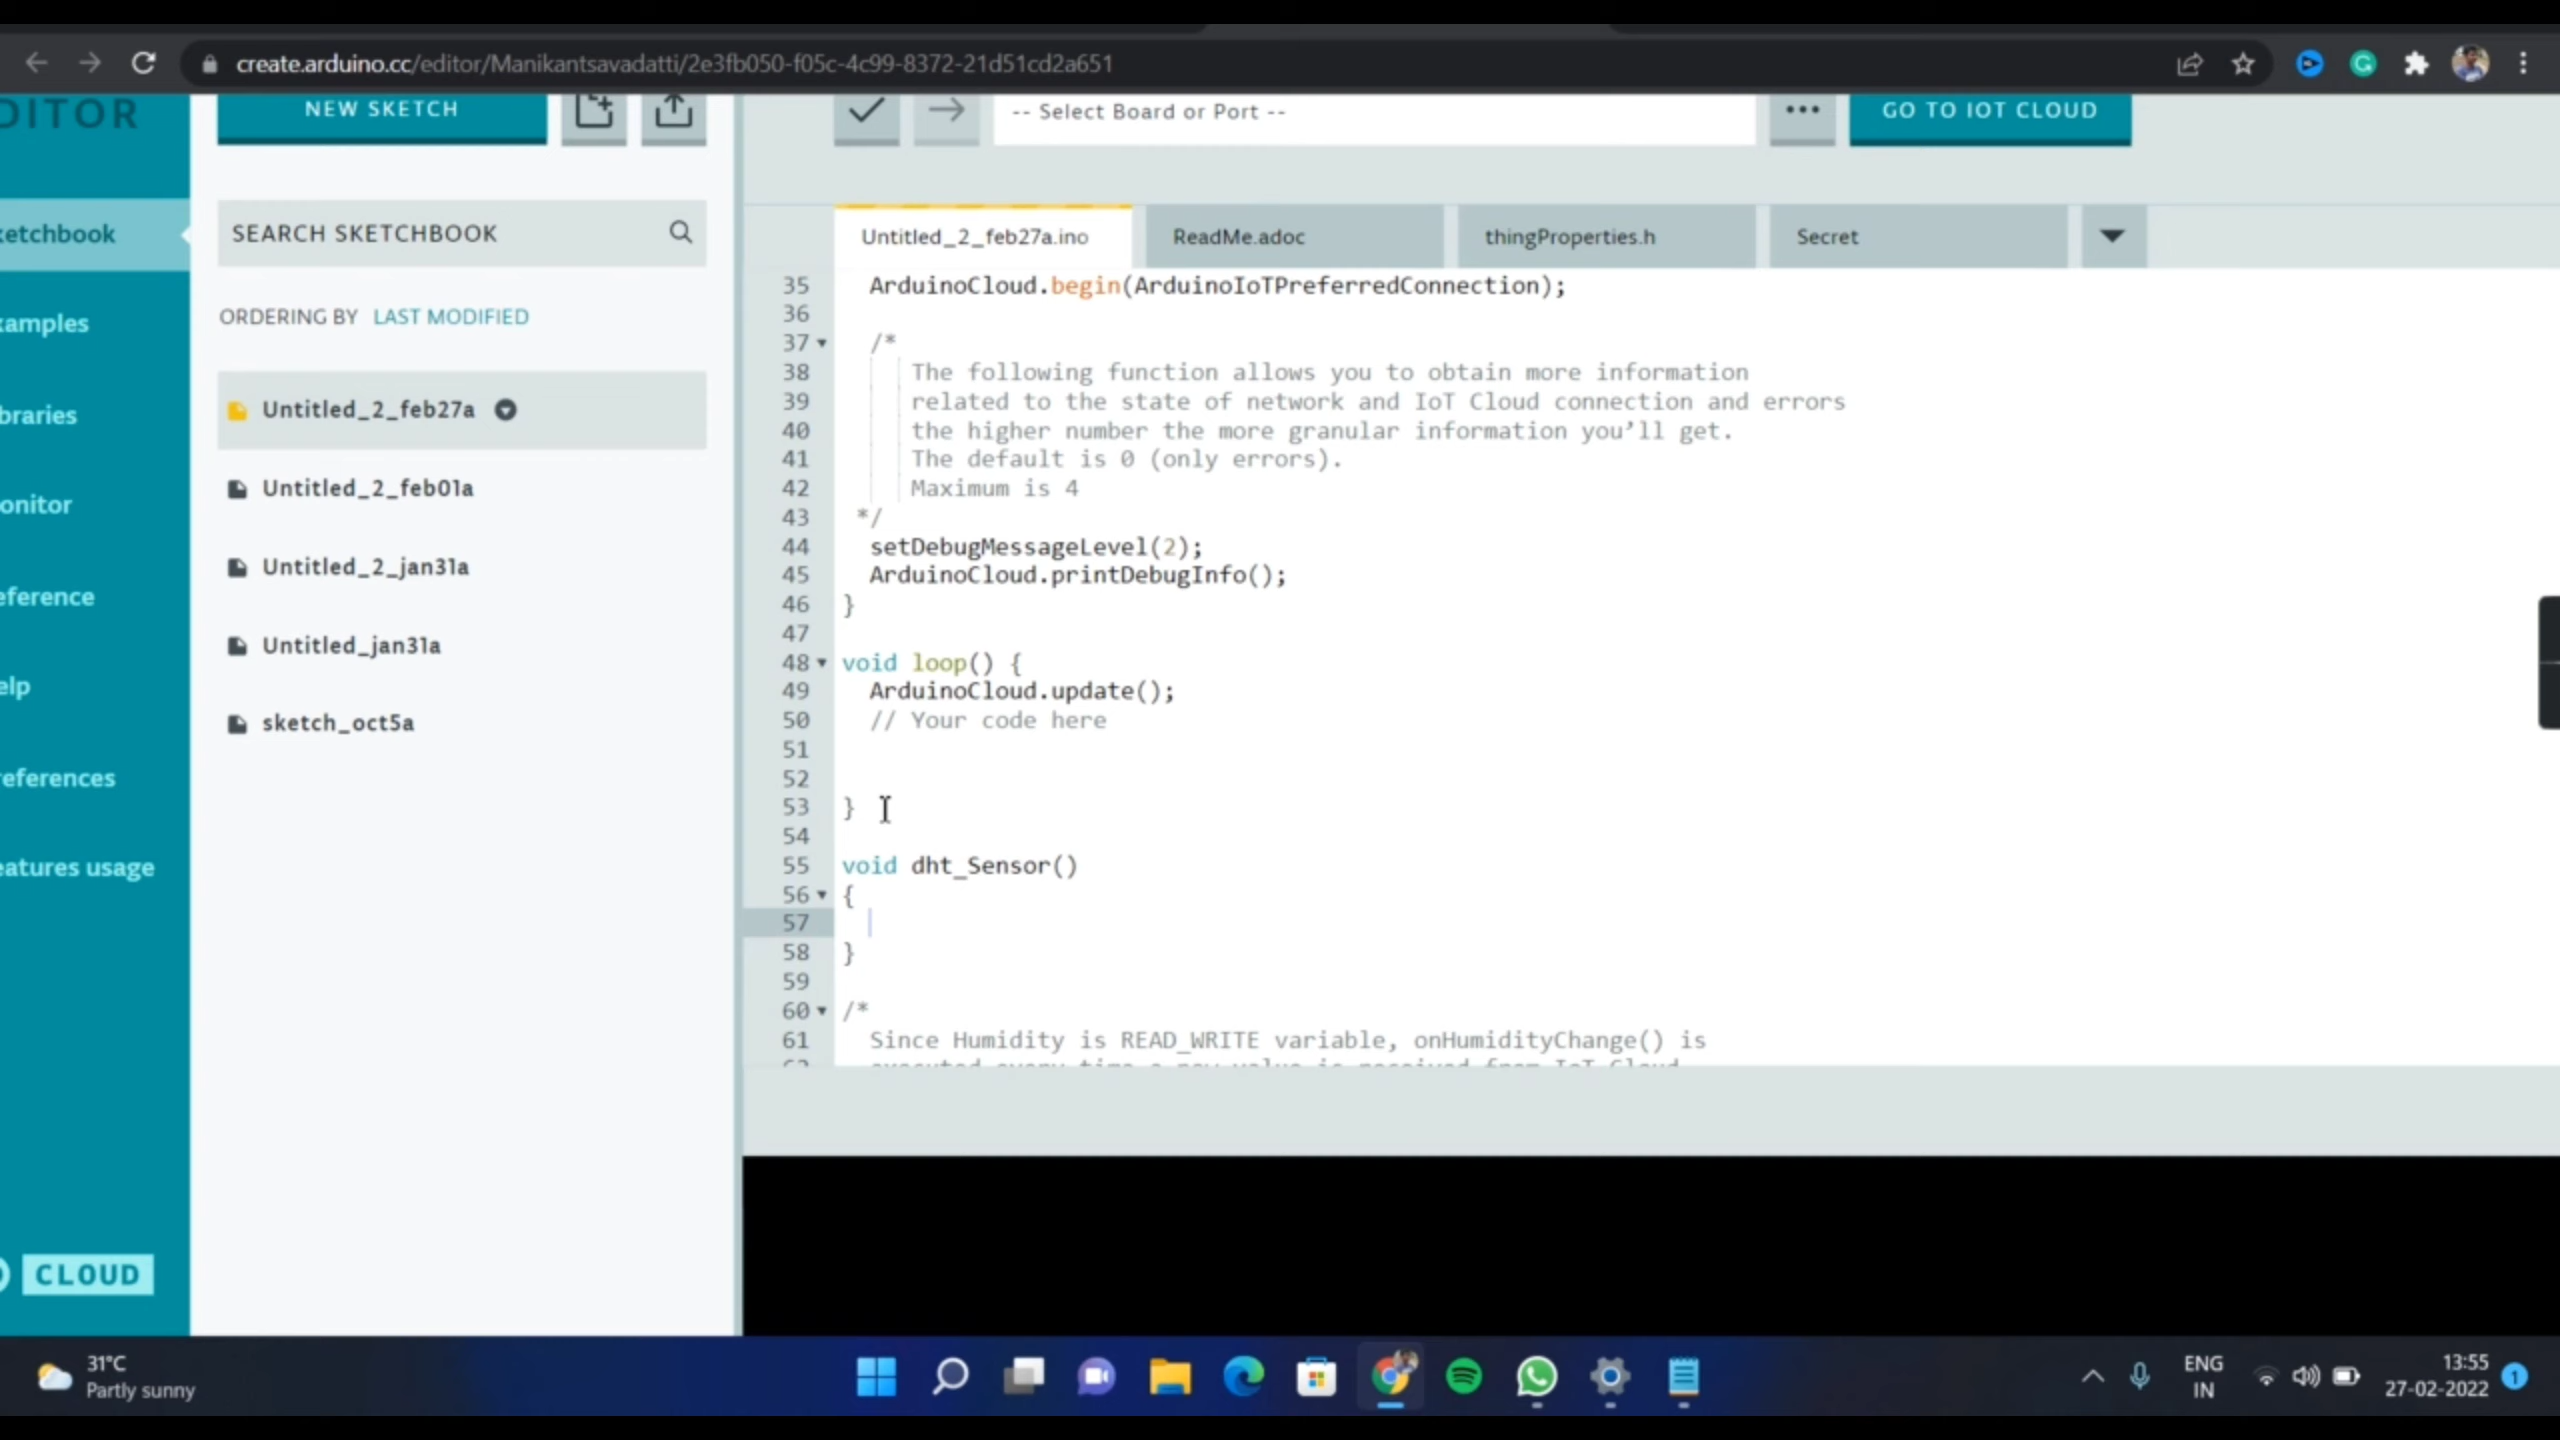 create.arduino.cc/editor/Manikantsavadatti/2e3fb050-f05c-4c99-8372-21d51cd2a651
DITOR
NEW SKETCH
-- Select Board or Port --
GO TO IOT CLOUD
etchbook
SEARCH SKETCHBOOK
Untitled_2_feb27a.ino
ReadMe.adoc
thingProperties.h
Secret
amples
ORDERING BY LAST MODIFIED
braries
Untitled_2_feb27a
Untitled_2_feb01a
onitor
Untitled_2_jan31a
eference
Untitled_jan31a
elp
sketch_oct5a
eferences
eatures usage
CLOUD
35 ArduinoCloud.begin(ArduinoIoTPreferredConnection);
36
37 /*
38 The following function allows you to obtain more information
39 related to the state of network and IoT Cloud connection and errors
40 the higher number the more granular information you’ll get.
41 The default is 0 (only errors).
42 Maximum is 4
43 */
44 setDebugMessageLevel(2);
45 ArduinoCloud.printDebugInfo();
46 }
47
48 void loop() {
49 ArduinoCloud.update();
50 // Your code here
51
52
53 }
54
55 void dht_Sensor()
56 {
57
58 }
59
60 /*
61 Since Humidity is READ_WRITE variable, onHumidityChange() is
31°C
Partly sunny
ENG
IN
13:55
27-02-2022
1